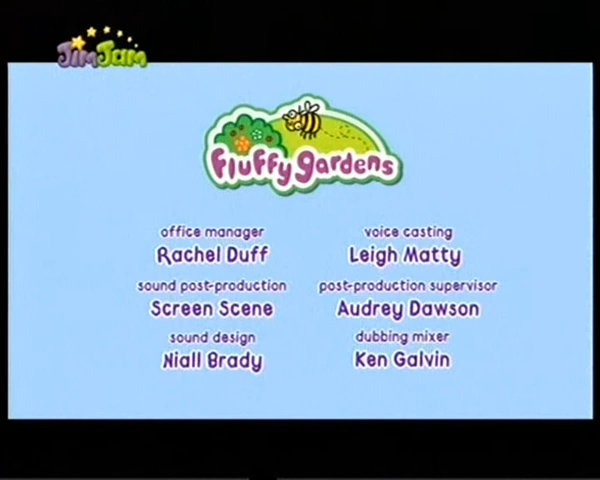 JimJam
Fluffy gardens
office manager
Rachel Duff
voice casting
Leigh Matty
sound post-production
Screen Scene
post-production supervisor
Audrey Dawson
sound design
Niall Brady
dubbing mixer
Ken Galvin